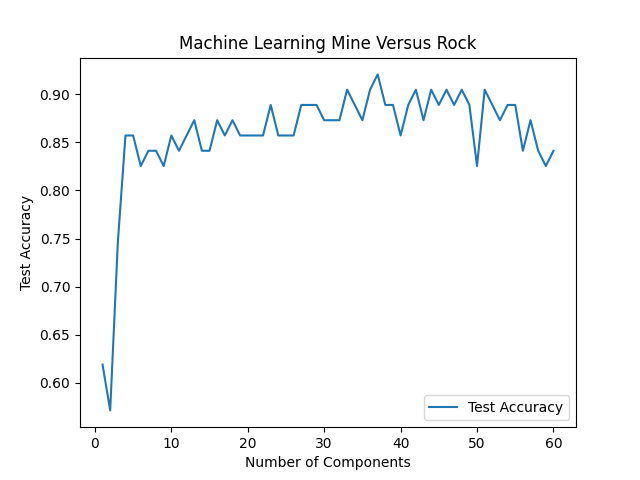 Machine Learning Mine Versus Rock
Test Accuracy
0.90
0.85
0.80
0.75
0.70
0.65
0.60
Test Accuracy
0 10 20 30 40 50 60
Number of Components